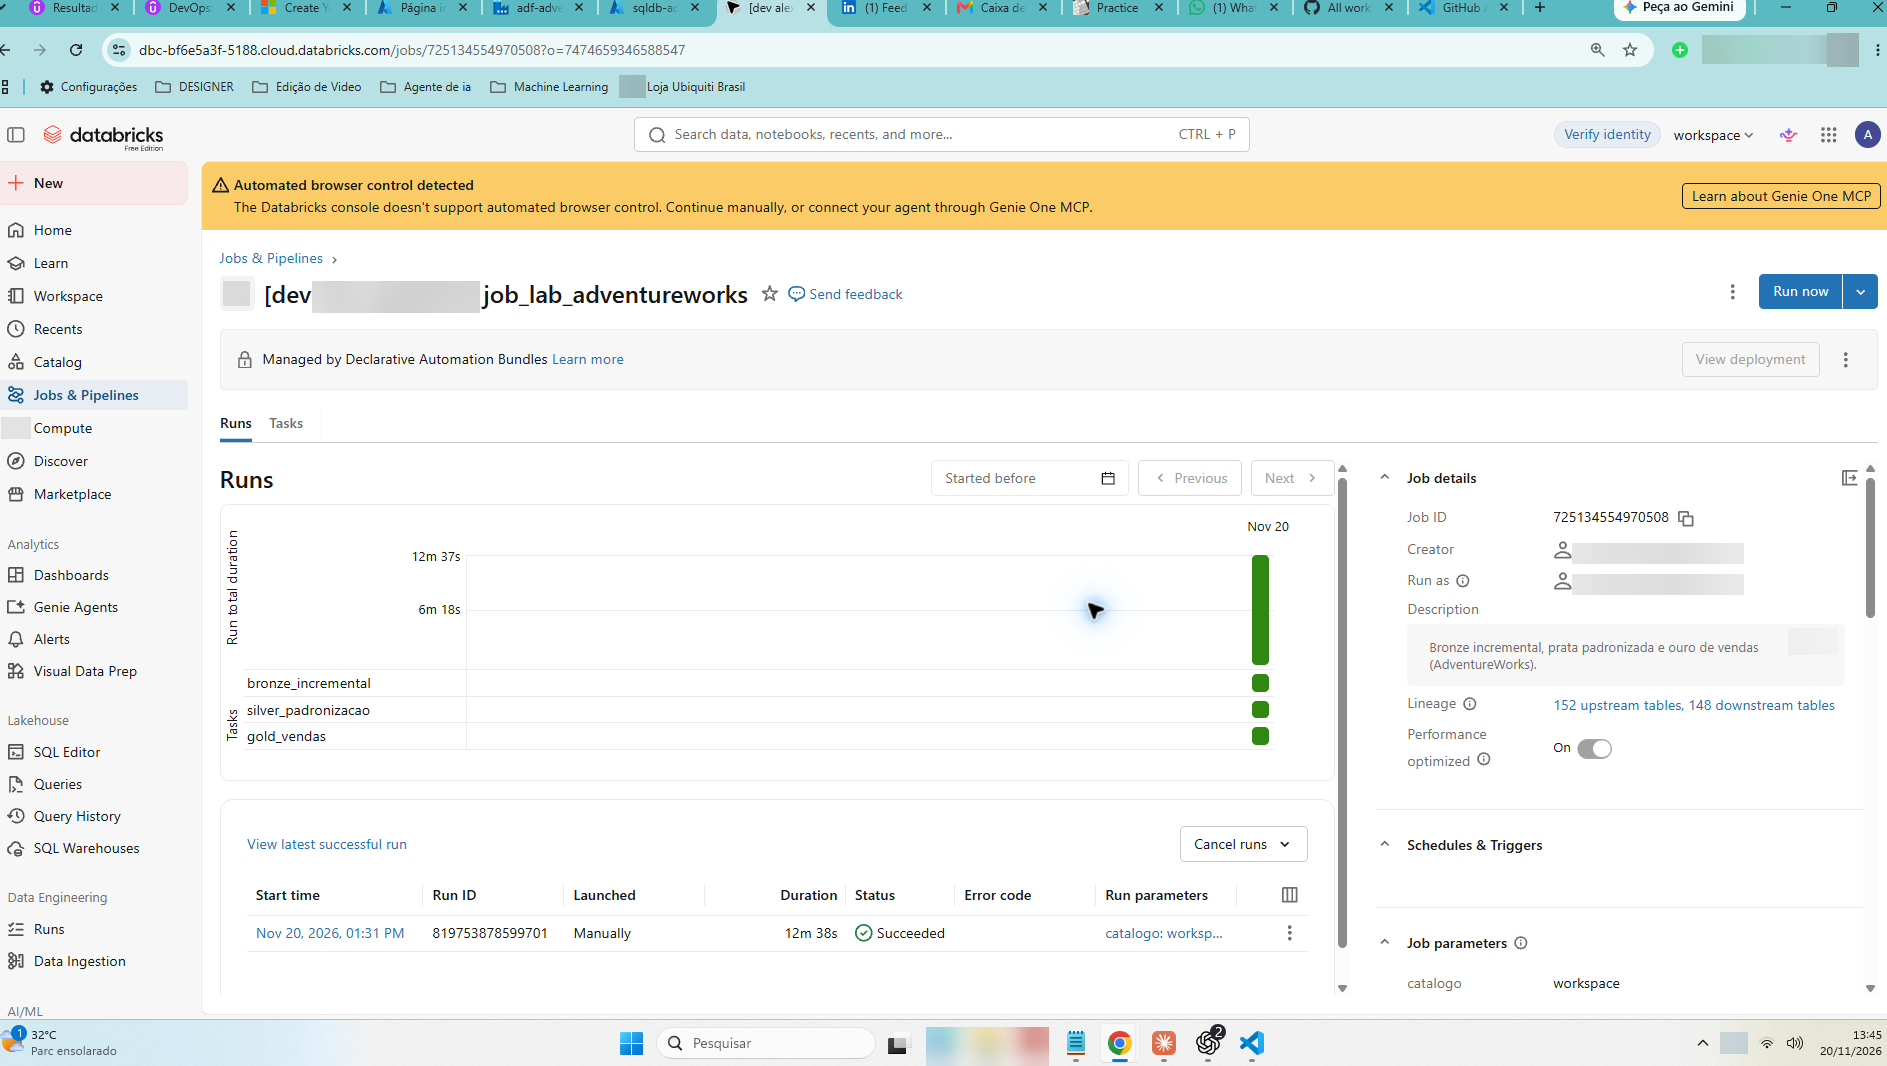 Resultad
DevOps:
Create Y
Página i
adf-adve
sqldb-ac
[dev ale
(1) Feed
Caixa de
Practice
(1) Wha
All work
GitHub
Peça ao Gemini
dbc-bf6e5a3f-5188.cloud.databricks.com/jobs/725134554970508?o=7474659346588547
Configurações
DESIGNER
Edição de Video
Agente de ia
Machine Learning
Loja Ubiquiti Brasil
databricks
Free Edition
Search data, notebooks, recents, and more...
CTRL + P
Verify identity
workspace
A
New
Home
Learn
Workspace
Recents
Catalog
Jobs & Pipelines
Compute
Discover
Marketplace
Analytics
Dashboards
Genie Agents
Alerts
Visual Data Prep
Lakehouse
SQL Editor
Queries
Query History
SQL Warehouses
Data Engineering
Runs
Data Ingestion
AI/ML
Automated browser control detected
The Databricks console doesn't support automated browser control. Continue manually, or connect your agent through Genie One MCP.
Learn about Genie One MCP
Jobs & Pipelines
[dev job_lab_adventureworks
Send feedback
Run now
Managed by Declarative Automation Bundles Learn more
View deployment
Runs
Tasks
Runs
Started before
Previous
Next
Nov 20
Run total duration
12m 37s
6m 18s
Tasks
bronze_incremental
silver_padronizacao
gold_vendas
View latest successful run
Cancel runs
Start time
Run ID
Launched
Duration
Status
Error code
Run parameters
Nov 20, 2026, 01:31 PM
819753878599701
Manually
12m 38s
Succeeded
catalogo: worksp...
Job details
Job ID
725134554970508
Creator
Run as
Description
Bronze incremental, prata padronizada e ouro de vendas
(AdventureWorks).
Lineage
152 upstream tables, 148 downstream tables
Performance
optimized
On
Schedules & Triggers
Job parameters
catalogo
workspace
1
32°C
Parc ensolarado
Pesquisar
2
13:45
20/11/2026